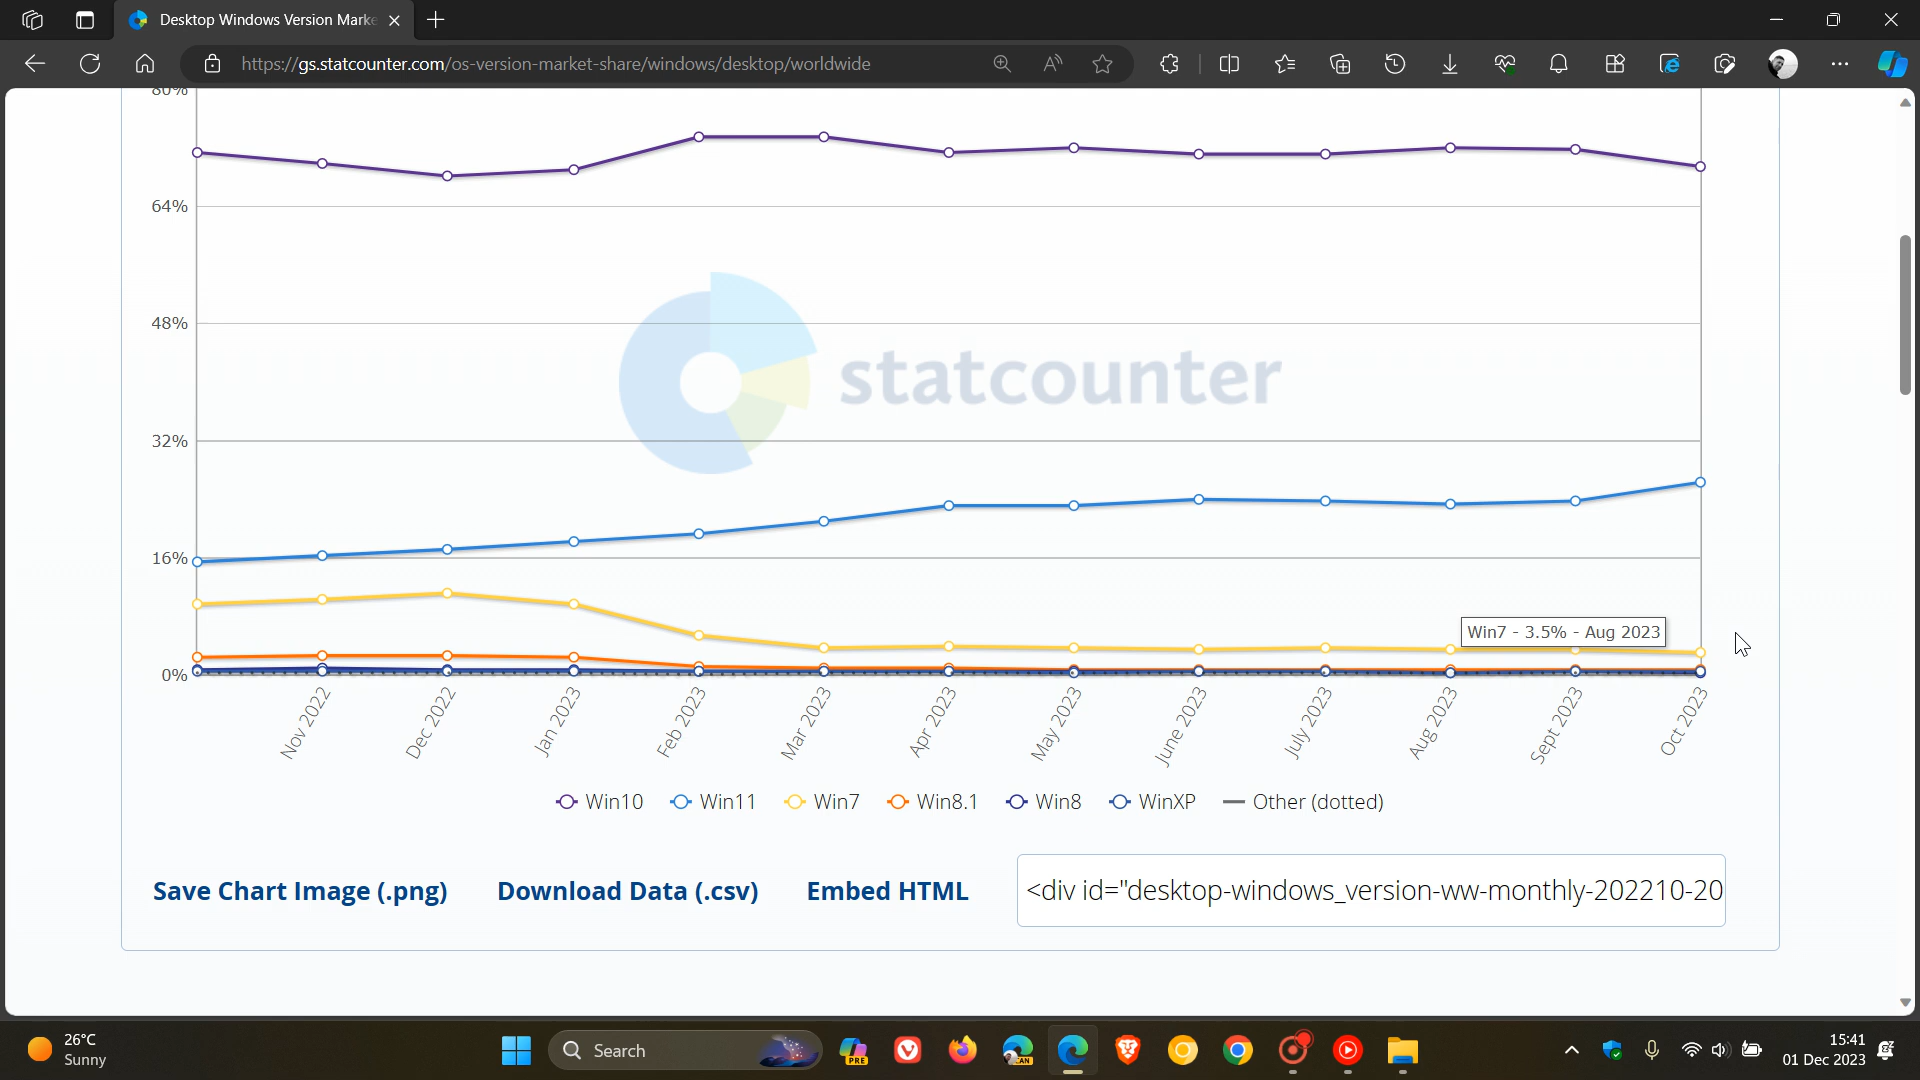 Desktop Windows Version Marke
https://gs.statcounter.com/os-version-market-share/windows/desktop/worldwide
80%
64%
48%
32%
16%
0%
statcounter
Win7 - 3.5% - Aug 2023
Nov 2022
Dec 2022
Jan 2023
Feb 2023
Mar 2023
Apr 2023
May 2023
June 2023
July 2023
Aug 2023
Sept 2023
Oct 2023
Win10 Win11 Win7 Win8.1 Win8 WinXP Other (dotted)
Save Chart Image (.png) Download Data (.csv) Embed HTML <div id="desktop-windows_version-ww-monthly-202210-20
26°C
Sunny
Search
PRE
CAN
15:41
01 Dec 2023